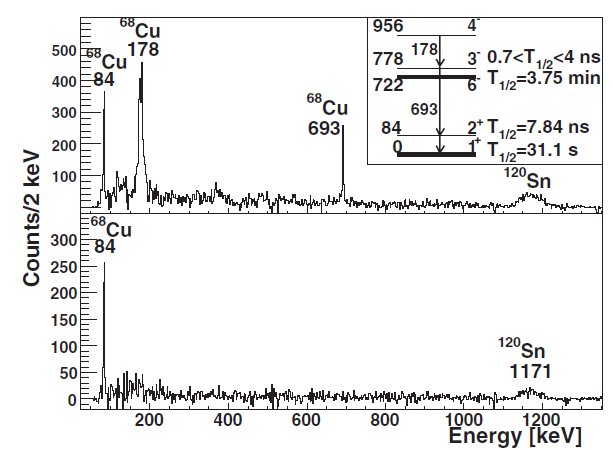 ⁶⁸Cu
178
⁶⁸Cu
84
⁶⁸Cu
693
956 4⁻
178
778 3⁻ 0.7<T₁/₂<4 ns
722 6⁻ T₁/₂=3.75 min
693
84 2⁺ T₁/₂=7.84 ns
0 1⁺ T₁/₂=31.1 s
¹²⁰Sn
500
400
300
200
100
Counts/2 keV
⁶⁸Cu
84
¹²⁰Sn
1171
300
250
200
150
100
50
0
200 400 600 800 1000 1200
Energy [keV]